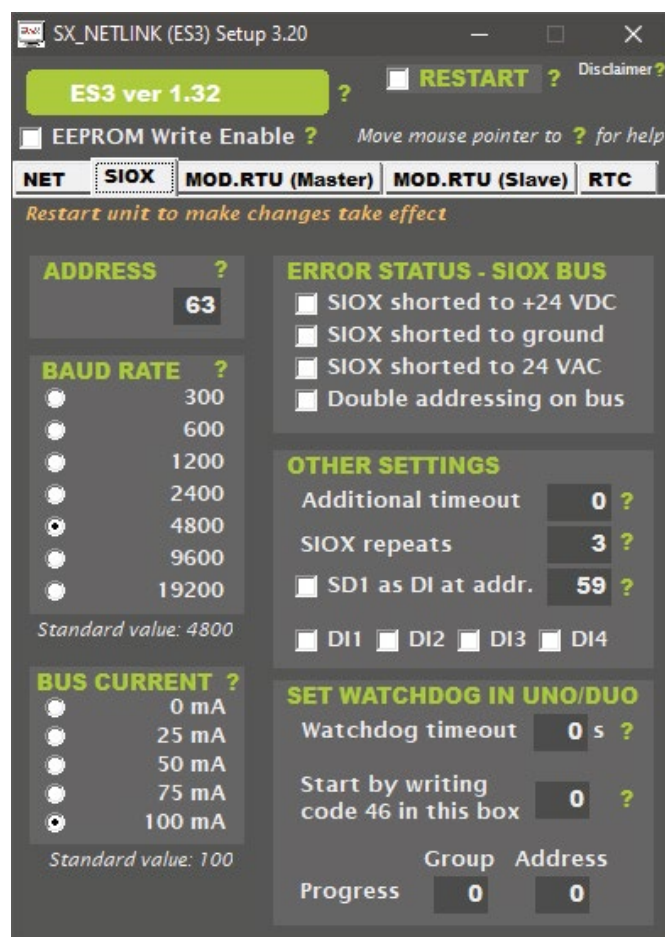 SX_NETLINK (ES3) Setup 3.20
ES3 ver 1.32 ?
RESTART ?
Disclaimer ?
EEPROM Write Enable ?
Move mouse pointer to ? for help
NET SIOX MOD.RTU (Master) MOD.RTU (Slave) RTC
Restart unit to make changes take effect
ADDRESS ?
63
BAUD RATE ?
300
600
1200
2400
4800
9600
19200
Standard value: 4800
BUS CURRENT ?
0 mA
25 mA
50 mA
75 mA
100 mA
Standard value: 100
ERROR STATUS - SIOX BUS
SIOX shorted to +24 VDC
SIOX shorted to ground
SIOX shorted to 24 VAC
Double addressing on bus
OTHER SETTINGS
Additional timeout 0 ?
SIOX repeats 3 ?
SD1 as DI at addr. 59 ?
DI1 DI2 DI3 DI4
SET WATCHDOG IN UNO/DUO
Watchdog timeout 0 s ?
Start by writing
code 46 in this box 0 ?
Group Address
Progress 0 0